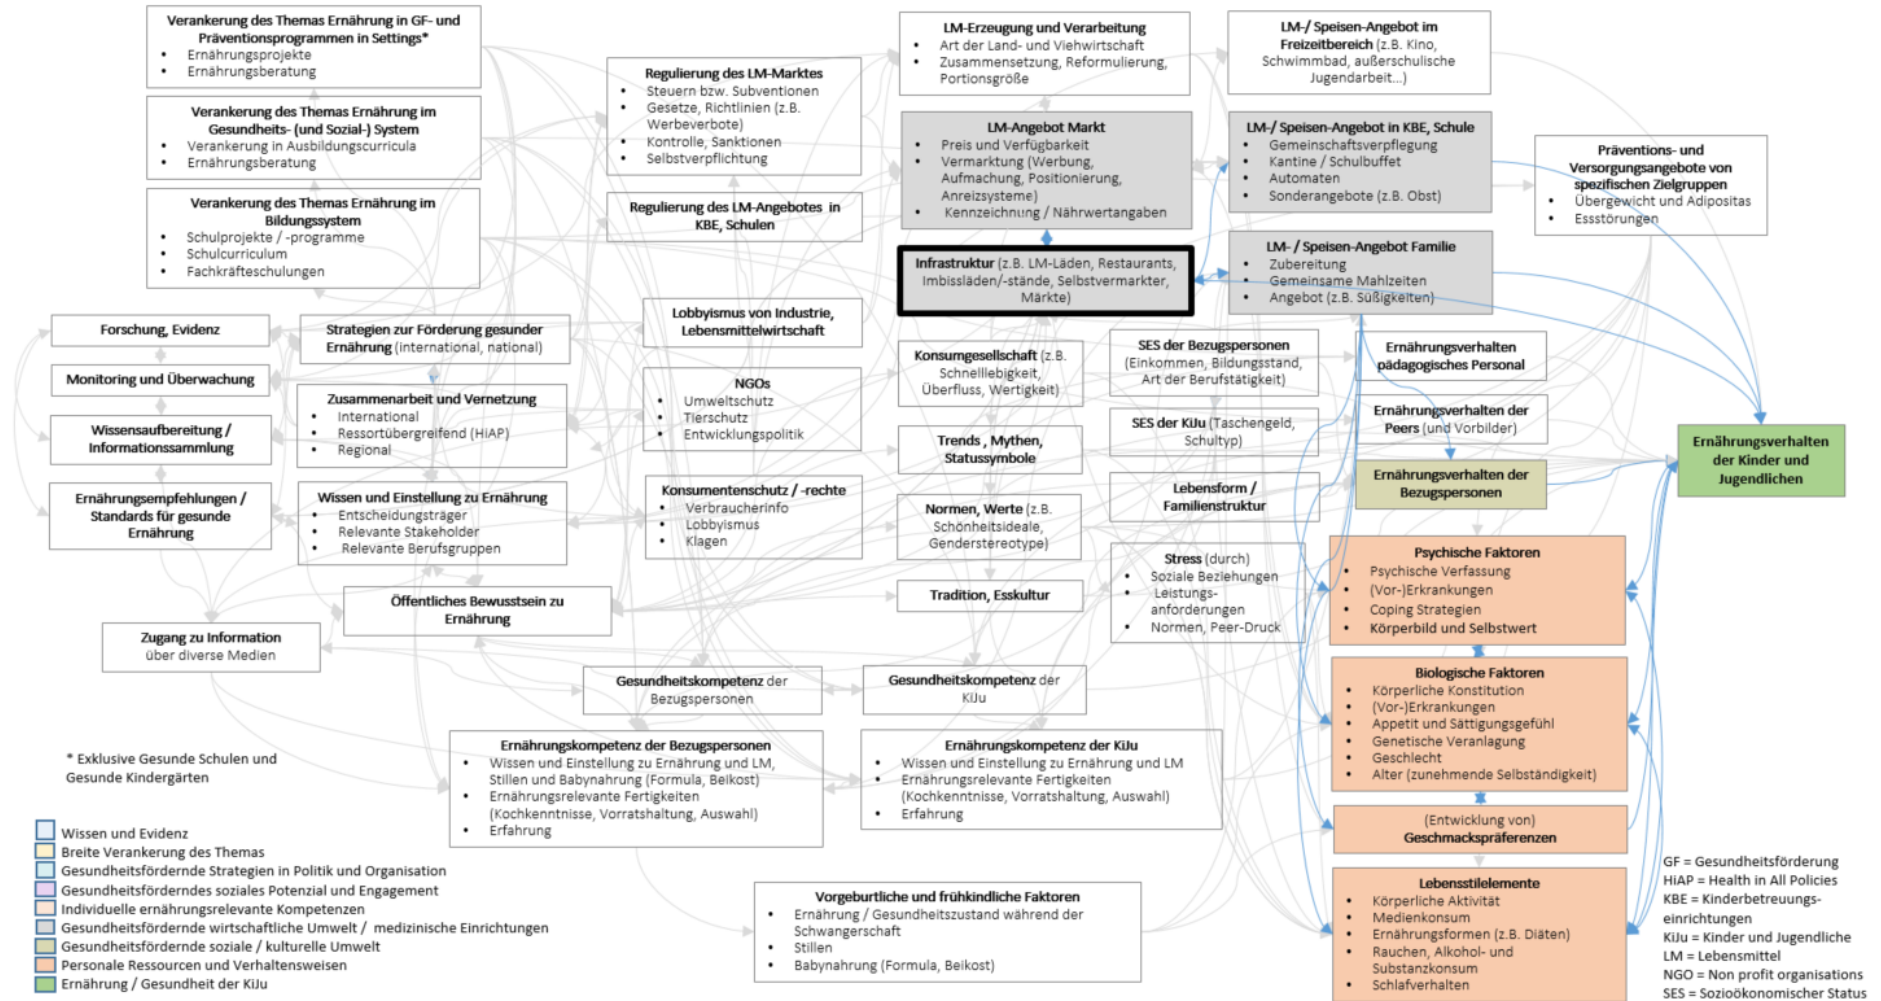 Verankerung des Themas Ernährung in GF- und
Präventionsprogrammen in Settings*
• Ernährungsprojekte
• Ernährungsberatung
Verankerung des Themas Ernährung im
Gesundheits- (und Sozial-) System
• Verankerung in Ausbildungscurricula
• Ernährungsberatung
Verankerung des Themas Ernährung im
Bildungssystem
• Schulprojekte / -programme
• Schulcurriculum
• Fachkräfteschulungen
Regulierung des LM-Marktes
• Steuern bzw. Subventionen
• Gesetze, Richtlinien (z.B.
Werbeverbote)
• Kontrolle, Sanktionen
• Selbstverpflichtung
Regulierung des LM-Angebotes in
KBE, Schulen
LM-Erzeugung und Verarbeitung
• Art der Land- und Viehwirtschaft
• Zusammensetzung, Reformulierung,
Portionsgröße
LM-Angebot Markt
• Preis und Verfügbarkeit
• Vermarktung (Werbung,
Aufmachung, Positionierung,
Anreizsysteme)
• Kennzeichnung / Nährwertangaben
Infrastruktur (z.B. LM-Läden, Restaurants,
Imbissläden/-stände, Selbstvermarkter,
Märkte)
LM-/ Speisen-Angebot im
Freizeitbereich (z.B. Kino,
Schwimmbad, außerschulische
Jugendarbeit...)
LM-/ Speisen-Angebot in KBE, Schule
• Gemeinschaftsverpflegung
• Kantine / Schulbuffet
• Automaten
• Sonderangebote (z.B. Obst)
LM- / Speisen-Angebot Familie
• Zubereitung
• Gemeinsame Mahlzeiten
• Angebot (z.B. Süßigkeiten)
Präventions- und
Versorgungsangebote von
spezifischen Zielgruppen
• Übergewicht und Adipositas
• Essstörungen
Forschung, Evidenz
Monitoring und Überwachung
Wissensaufbereitung /
Informationssammlung
Ernährungsempfehlungen /
Standards für gesunde
Ernährung
Strategien zur Förderung gesunder
Ernährung (international, national)
Zusammenarbeit und Vernetzung
• International
• Ressortübergreifend (HiAP)
• Regional
Wissen und Einstellung zu Ernährung
• Entscheidungsträger
• Relevante Stakeholder
• Relevante Berufsgruppen
Öffentliches Bewusstsein zu
Ernährung
Zugang zu Information
über diverse Medien
Lobbyismus von Industrie,
Lebensmittelwirtschaft
NGOs
• Umweltschutz
• Tierschutz
• Entwicklungspolitik
Konsumentenschutz / -rechte
• Verbraucherinfo
• Lobbyismus
• Klagen
Konsumgesellschaft (z.B.
Schnelllebigkeit,
Überfluss, Wertigkeit)
Trends , Mythen,
Statussymbole
Normen, Werte (z.B.
Schönheitsideale,
Genderstereotype)
Tradition, Esskultur
SES der Bezugspersonen
(Einkommen, Bildungsstand,
Art der Berufstätigkeit)
SES der KiJu (Taschengeld,
Schultyp)
Lebensform /
Familienstruktur
Stress (durch)
• Soziale Beziehungen
• Leistungs-
anforderungen
• Normen, Peer-Druck
Ernährungsverhalten
pädagogisches Personal
Ernährungsverhalten der
Peers (und Vorbilder)
Ernährungsverhalten der
Bezugspersonen
Ernährungsverhalten
der Kinder und
Jugendlichen
Psychische Faktoren
• Psychische Verfassung
• (Vor-)Erkrankungen
• Coping Strategien
• Körperbild und Selbstwert
Biologische Faktoren
• Körperliche Konstitution
• (Vor-)Erkrankungen
• Appetit und Sättigungsgefühl
• Genetische Veranlagung
• Geschlecht
• Alter (zunehmende Selbständigkeit)
(Entwicklung von)
Geschmackspräferenzen
Lebensstilelemente
• Körperliche Aktivität
• Medienkonsum
• Ernährungsformen (z.B. Diäten)
• Rauchen, Alkohol- und
Substanzkonsum
• Schlafverhalten
Gesundheitskompetenz der
Bezugspersonen
Gesundheitskompetenz der
KiJu
Ernährungskompetenz der Bezugspersonen
• Wissen und Einstellung zu Ernährung und LM,
Stillen und Babynahrung (Formula, Beikost)
• Ernährungsrelevante Fertigkeiten
(Kochkenntnisse, Vorratshaltung, Auswahl)
• Erfahrung
Ernährungskompetenz der KiJu
• Wissen und Einstellung zu Ernährung und LM
• Ernährungsrelevante Fertigkeiten
(Kochkenntnisse, Vorratshaltung, Auswahl)
• Erfahrung
Vorgeburtliche und frühkindliche Faktoren
• Ernährung / Gesundheitszustand während der
Schwangerschaft
• Stillen
• Babynahrung (Formula, Beikost)
* Exklusive Gesunde Schulen und
Gesunde Kindergärten
Wissen und Evidenz
Breite Verankerung des Themas
Gesundheitsfördernde Strategien in Politik und Organisation
Gesundheitsförderndes soziales Potenzial und Engagement
Individuelle ernährungsrelevante Kompetenzen
Gesundheitsfördernde wirtschaftliche Umwelt / medizinische Einrichtungen
Gesundheitsfördernde soziale / kulturelle Umwelt
Personale Ressourcen und Verhaltensweisen
Ernährung / Gesundheit der KiJu
GF = Gesundheitsförderung
HiAP = Health in All Policies
KBE = Kinderbetreuungs-
einrichtungen
KiJu = Kinder und Jugendliche
LM = Lebensmittel
NGO = Non profit organisations
SES = Sozioökonomischer Status